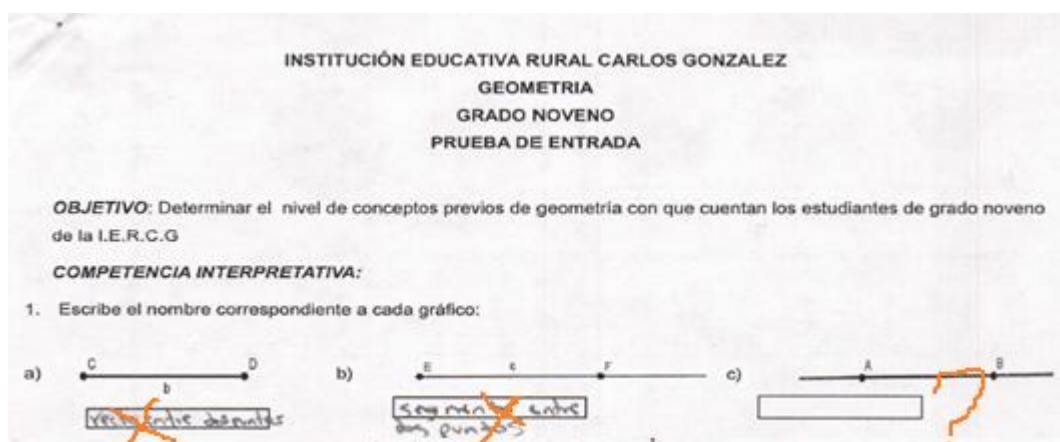 INSTITUCIÓN EDUCATIVA RURAL CARLOS GONZALEZ
GEOMETRIA
GRADO NOVENO
PRUEBA DE ENTRADA
OBJETIVO: Determinar el nivel de conceptos previos de geometría con que cuentan los estudiantes de grado noveno
de la I.E.R.C.G
COMPETENCIA INTERPRETATIVA:
1. Escribe el nombre correspondiente a cada gráfico:
a) C D b) E e F c) A B
b
recta entre dos puntos
segmento entre
dos puntos
?